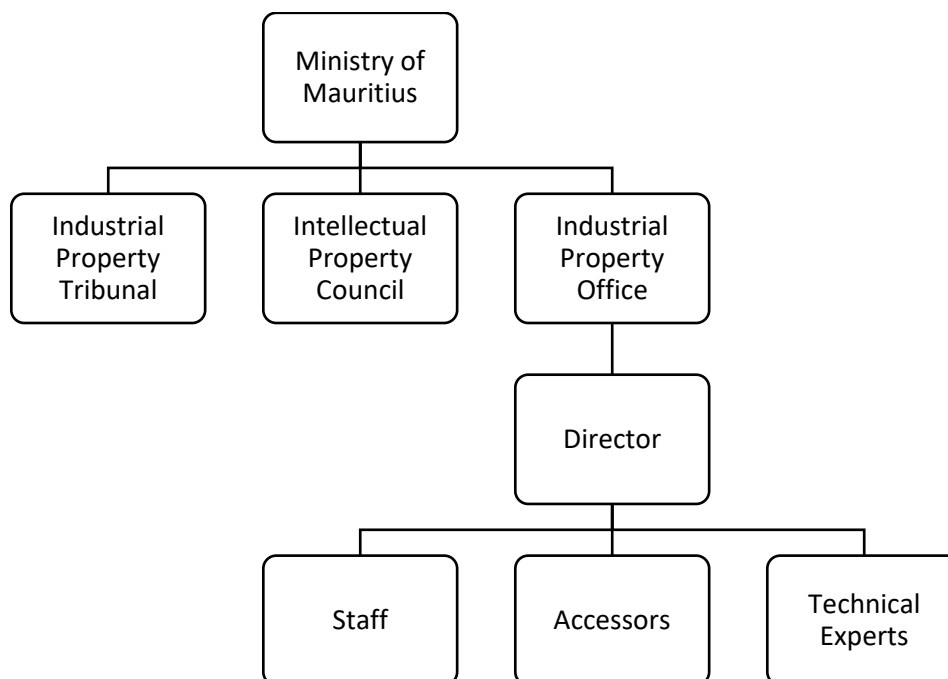 Ministry of
Mauritius
Industrial
Property
Tribunal
Intellectual
Property
Council
Industrial
Property
Office
Director
Staff
Accessors
Technical
Experts